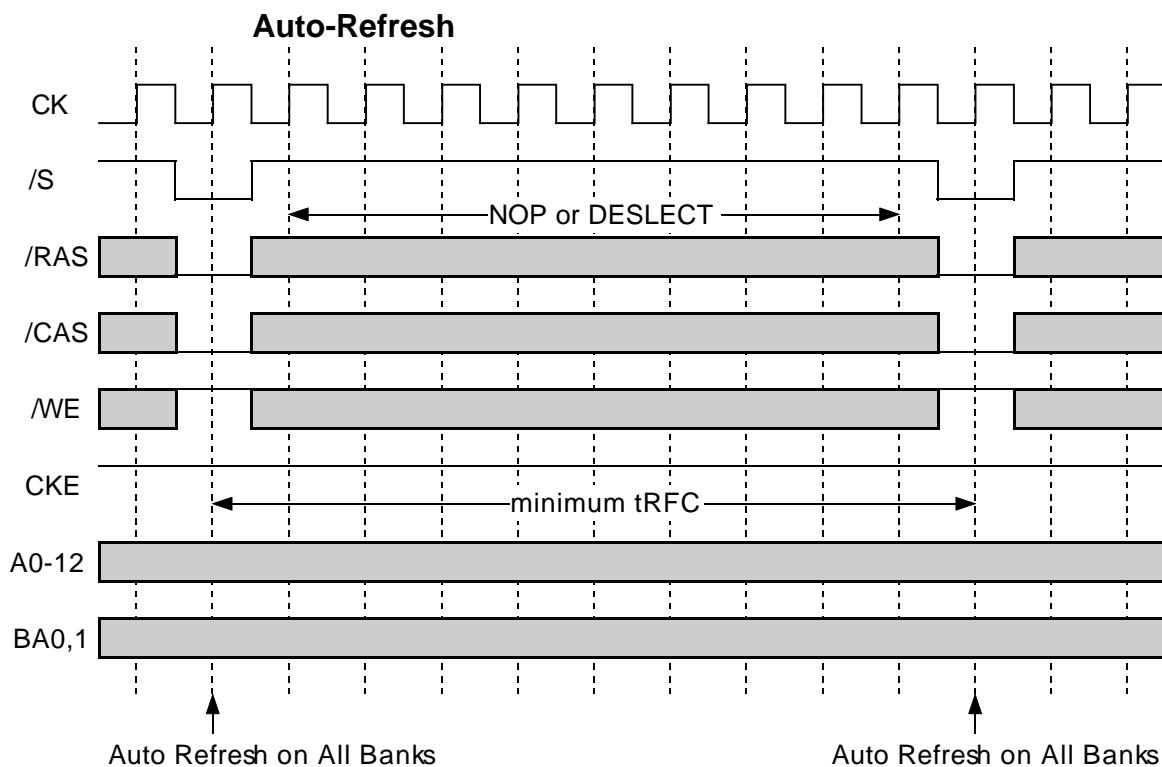 Auto-Refresh
CK
/S
NOP or DESLECT
/RAS
/CAS
/WE
CKE
minimum tRFC
A0-12
BA0,1
Auto Refresh on All Banks
Auto Refresh on All Banks